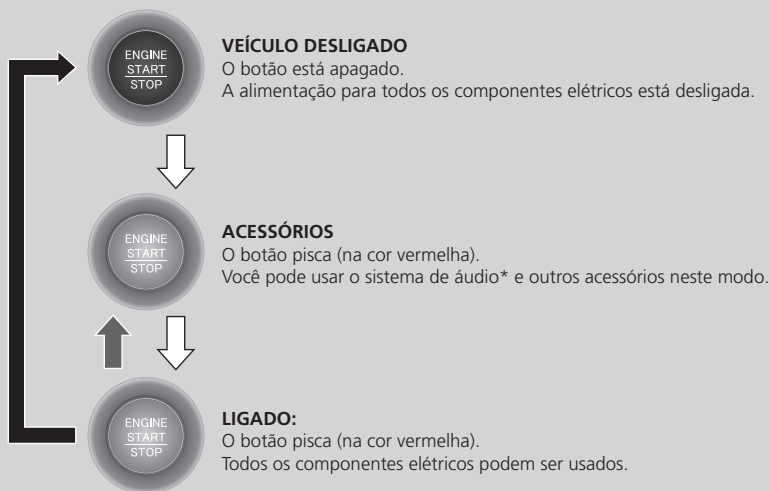 ENGINE
START
STOP
VEÍCULO DESLIGADO
O botão está apagado.
A alimentação para todos os componentes elétricos está desligada.
ENGINE
START
STOP
ACESSÓRIOS
O botão pisca (na cor vermelha).
Você pode usar o sistema de áudio* e outros acessórios neste modo.
ENGINE
START
STOP
LIGADO:
O botão pisca (na cor vermelha).
Todos os componentes elétricos podem ser usados.